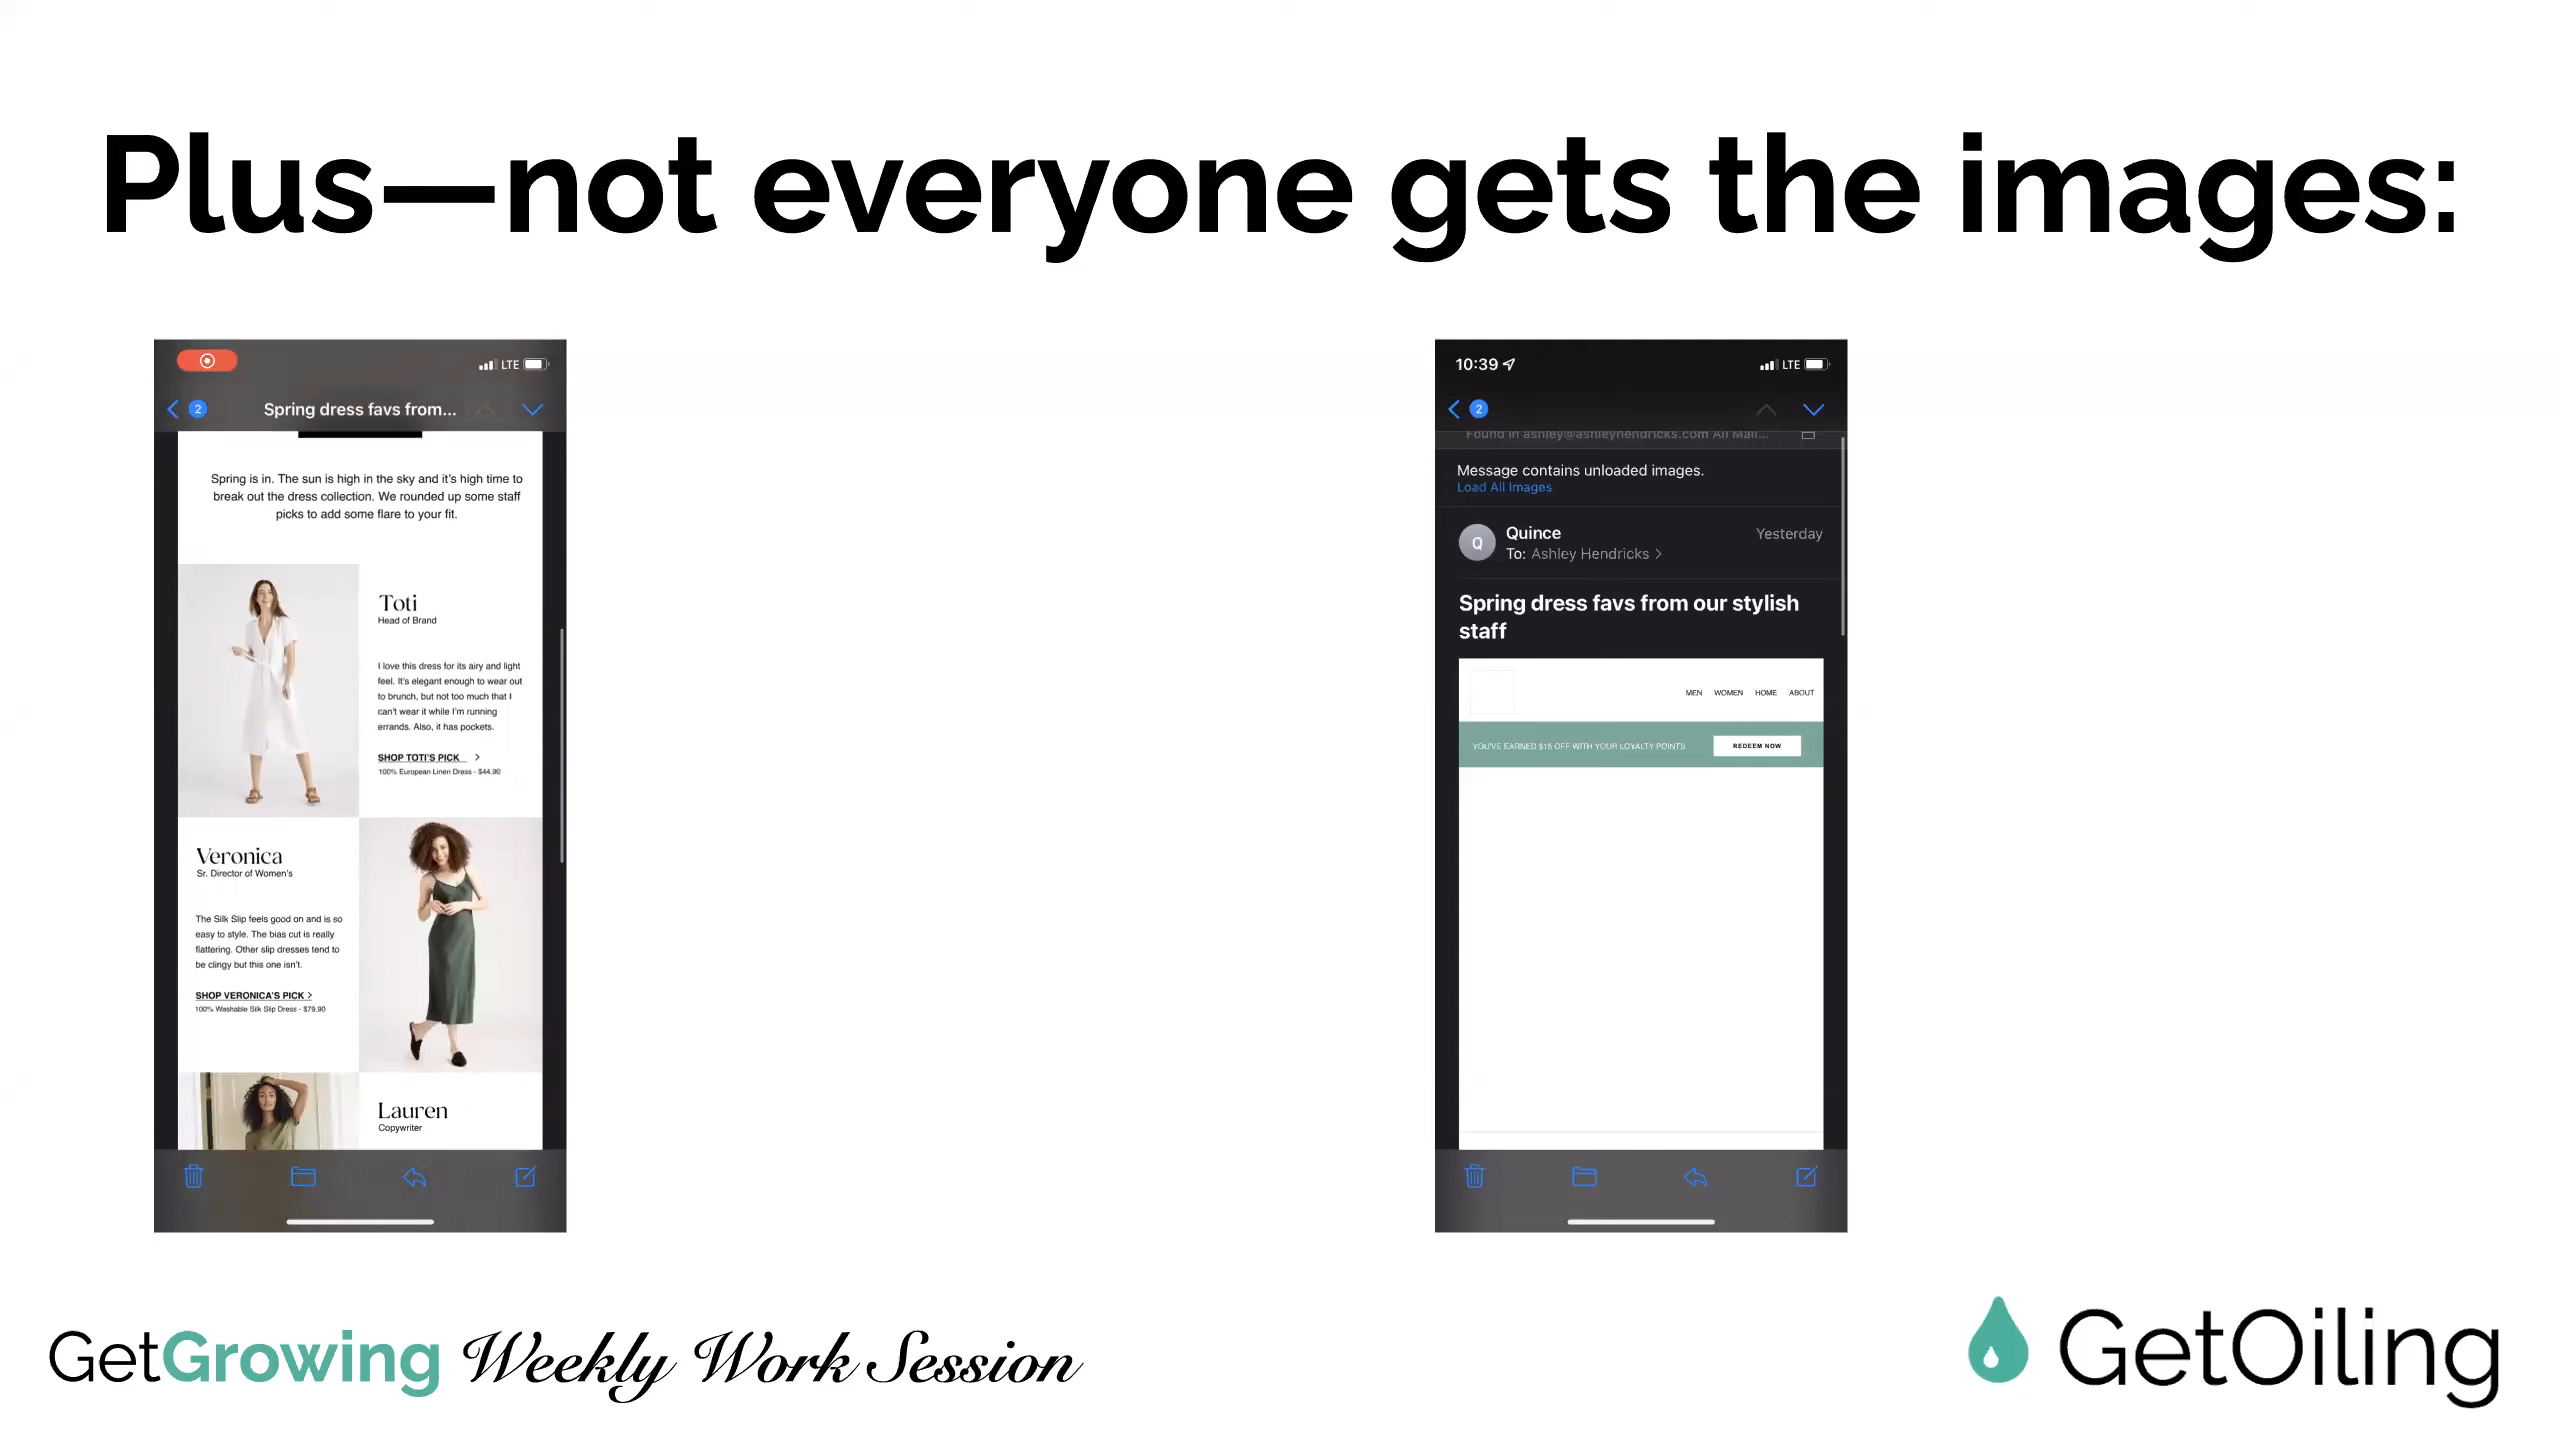 Plus—not everyone gets the images:
LTE
2
Spring dress favs from...
Spring is in. The sun is high in the sky and it's high time to
break out the dress collection. We rounded up some staff
picks to add some flare to your fit.
Toti
Head of Brand
I love this dress for its airy and light
feel. It's elegant enough to wear out
to brunch, but not too much that I
can't wear it while I'm running
errands. Also, it has pockets.
SHOP TOTI'S PICK >
100% European Linen Dress - $44.90
Veronica
Sr. Director of Women's
The Silk Slip feels good on and is so
easy to style. The bias cut is really
flattering. Other slip dresses tend to
be clingy but this one isn't.
SHOP VERONICA'S PICK >
100% Washable Silk Slip Dress - $79.90
Lauren
Copywriter
10:39
LTE
2
Found in ashley@ashleyhendricks.com All Mail...
Message contains unloaded images.
Load All Images
Q
Quince
Yesterday
To: Ashley Hendricks >
Spring dress favs from our stylish
staff
MEN WOMEN HOME ABOUT
YOU'VE EARNED $15 OFF WITH YOUR LOYALTY POINTS
REDEEM NOW
GetGrowing Weekly Work Session
GetOiling